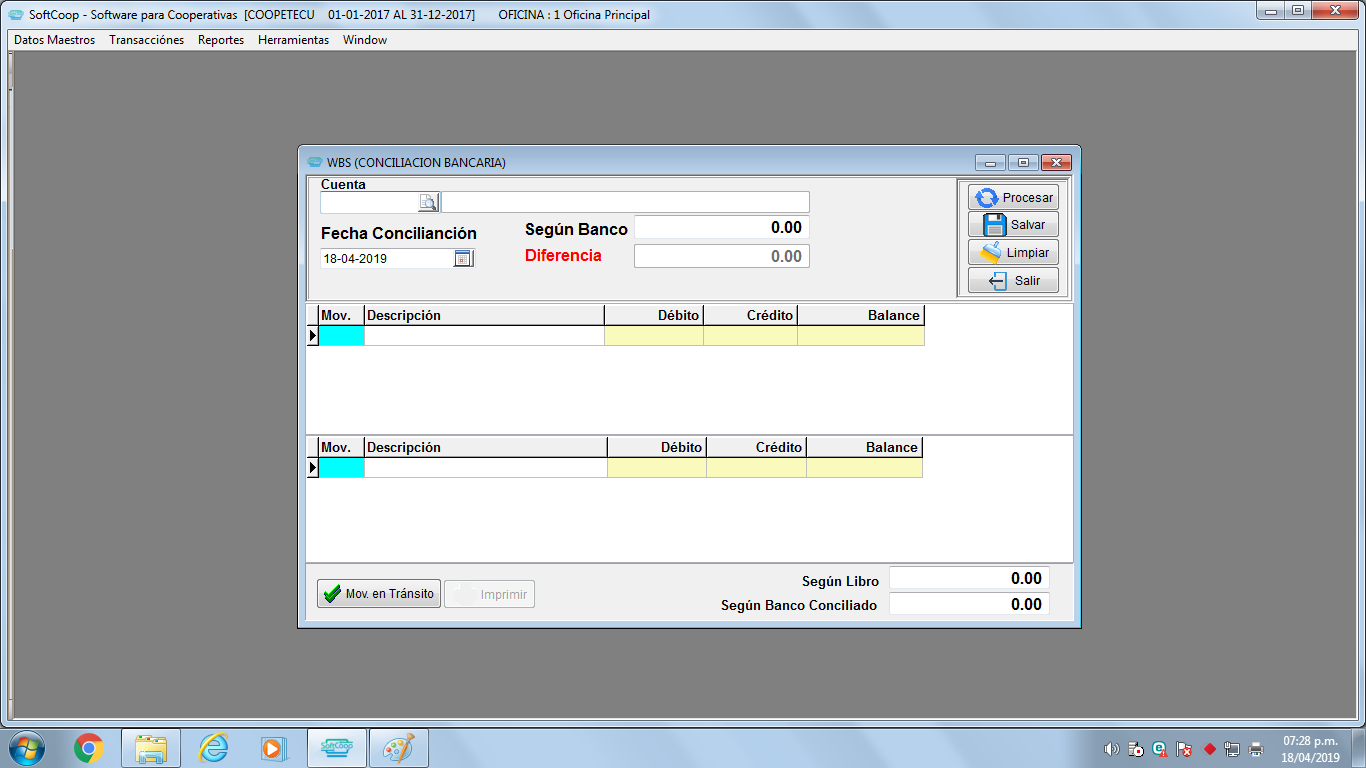 SoftCoop - Software para Cooperativas [COOPETECU 01-01-2017 AL 31-12-2017] OFICINA : 1 Oficina Principal
Datos Maestros Transacciónes Reportes Herramientas Window
WBS (CONCILIACION BANCARIA)
Cuenta
Procesar
Fecha Conciliançión Según Banco 0.00
Salvar
18-04-2019 Diferencia 0.00
Limpiar
Salir
Mov. Descripción Débito Crédito Balance
Mov. Descripción Débito Crédito Balance
Mov. en Tránsito Imprimir
Según Libro 0.00
Según Banco Conciliado 0.00
SoftCoop
07:28 p.m.
18/04/2019